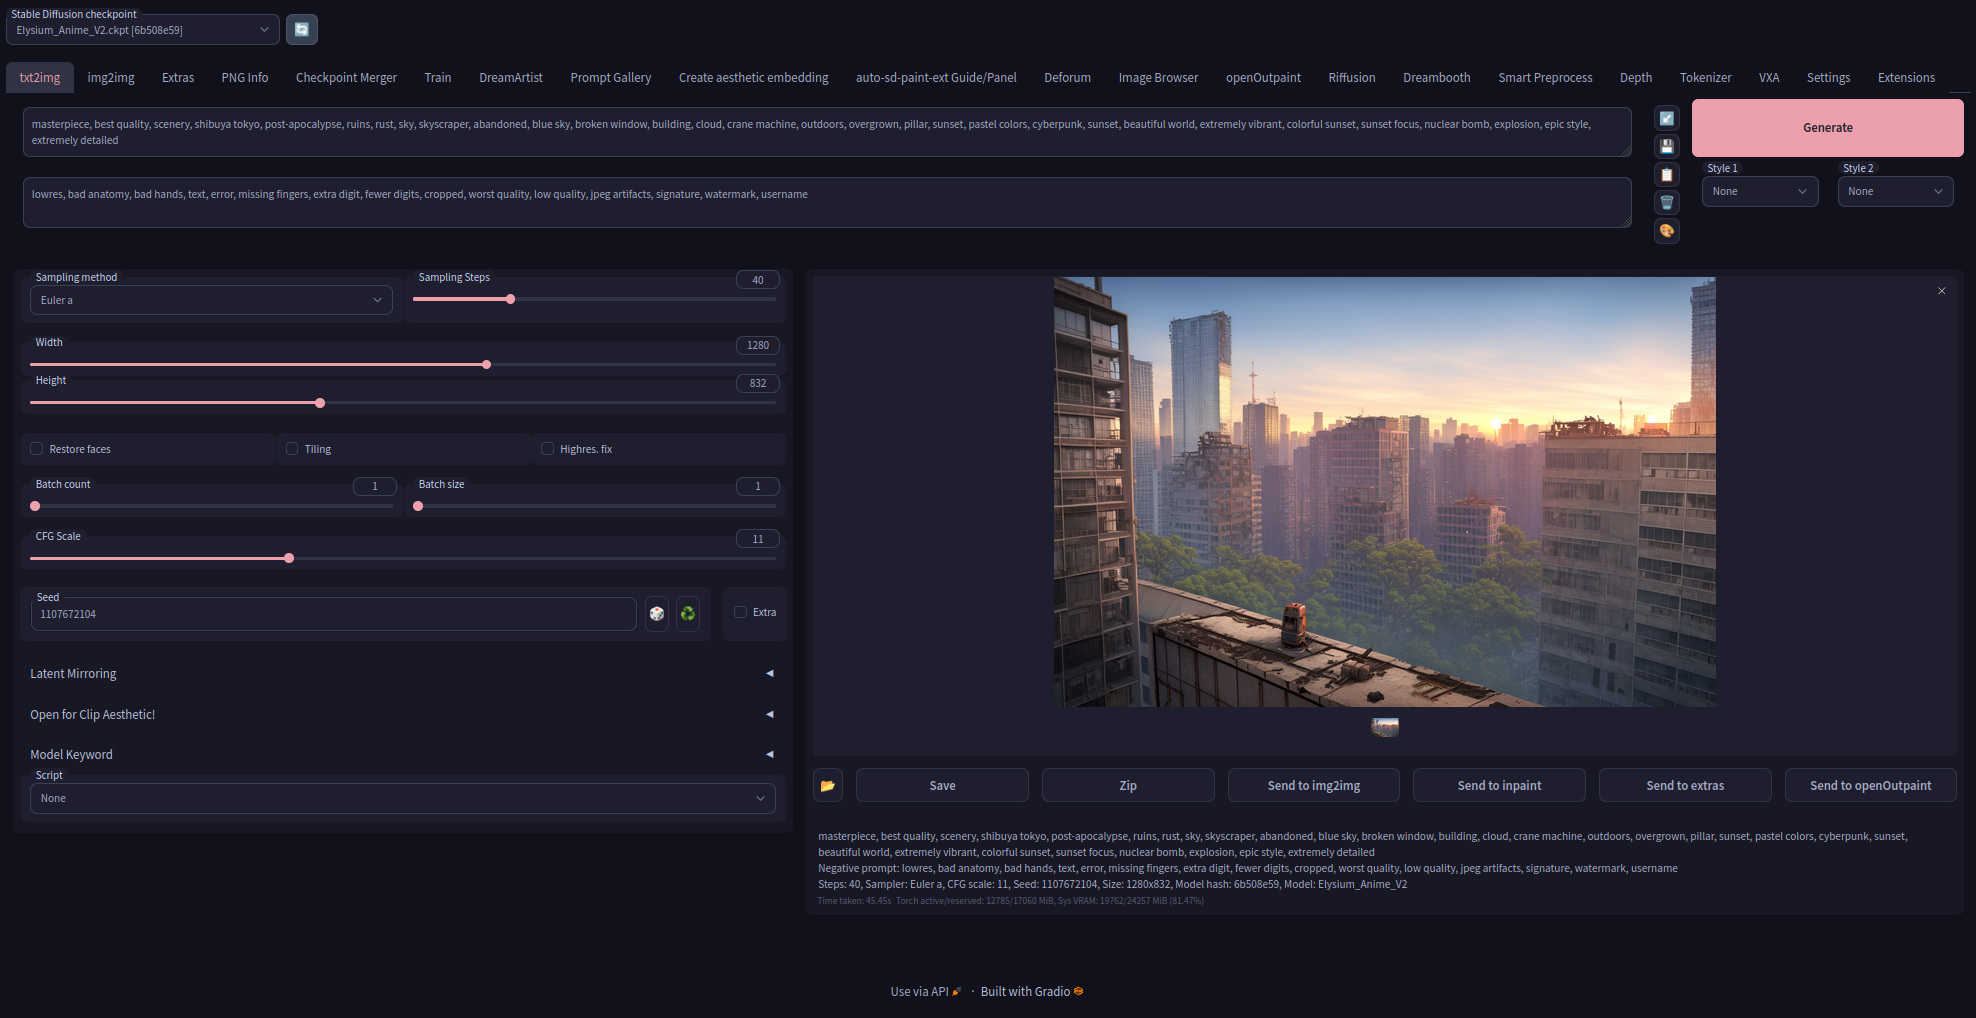 Stable Diffusion checkpoint
Elysium_Anime_V2.ckpt [6b508e59]
txt2img img2img Extras PNG Info Checkpoint Merger Train DreamArtist Prompt Gallery Create aesthetic embedding auto-sd-paint-ext Guide/Panel Deforum Image Browser openOutpaint Riffusion Dreambooth Smart Preprocess Depth Tokenizer VXA Settings Extensions
masterpiece, best quality, scenery, shibuya tokyo, post-apocalypse, ruins, rust, sky, skyscraper, abandoned, blue sky, broken window, building, cloud, crane machine, outdoors, overgrown, pillar, sunset, pastel colors, cyberpunk, sunset, beautiful world, extremely vibrant, colorful sunset, sunset focus, nuclear bomb, explosion, epic style,
extremely detailed
Generate
lowres, bad anatomy, bad hands, text, error, missing fingers, extra digit, fewer digits, cropped, worst quality, low quality, jpeg artifacts, signature, watermark, username
Style 1 Style 2
None None
Sampling method Sampling Steps 40
Euler a
Width 1280
Height 832
Restore faces Tiling Highres. fix
Batch count 1 Batch size 1
CFG Scale 11
Seed
1107672104
Extra
Latent Mirroring
Open for Clip Aesthetic!
Model Keyword
Script
None
Save Zip Send to img2img Send to inpaint Send to extras Send to openOutpaint
masterpiece, best quality, scenery, shibuya tokyo, post-apocalypse, ruins, rust, sky, skyscraper, abandoned, blue sky, broken window, building, cloud, crane machine, outdoors, overgrown, pillar, sunset, pastel colors, cyberpunk, sunset,
beautiful world, extremely vibrant, colorful sunset, sunset focus, nuclear bomb, explosion, epic style, extremely detailed
Negative prompt: lowres, bad anatomy, bad hands, text, error, missing fingers, extra digit, fewer digits, cropped, worst quality, low quality, jpeg artifacts, signature, watermark, username
Steps: 40, Sampler: Euler a, CFG scale: 11, Seed: 1107672104, Size: 1280x832, Model hash: 6b508e59, Model: Elysium_Anime_V2
Time taken: 45.45s Torch active/reserved: 12785/17060 MiB, Sys VRAM: 19762/24257 MiB (81.47%)
Use via API · Built with Gradio